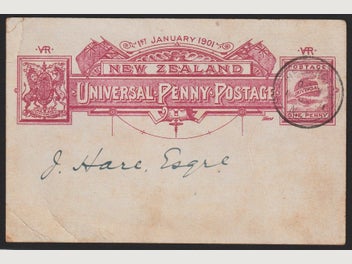 1ST JANUARY 1901
VR
VR
NEW ZEALAND
UNIVERSAL PENNY POSTAGE
POSTAGE
ONE PENNY
J. Hare, Esqre